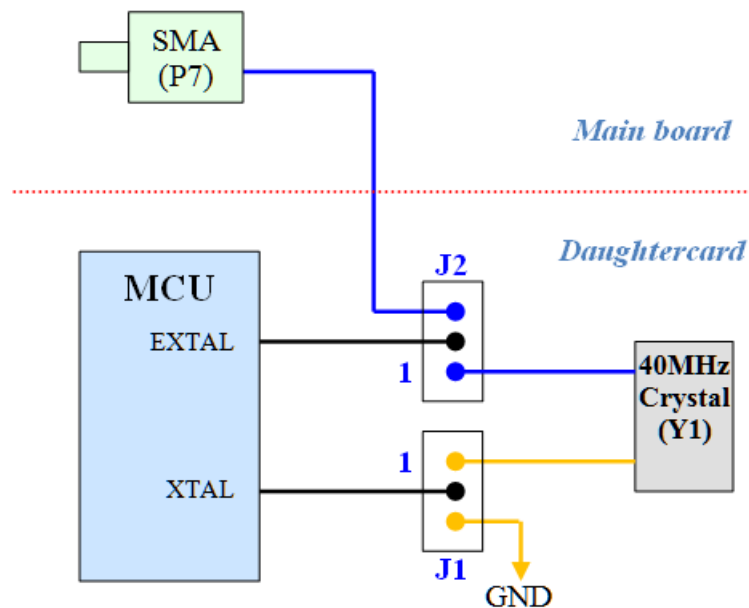 SMA
(P7)
Main board
Daughtercard
MCU
J2
EXTAL
1
40MHz
Crystal
(Y1)
1
XTAL
J1
GND